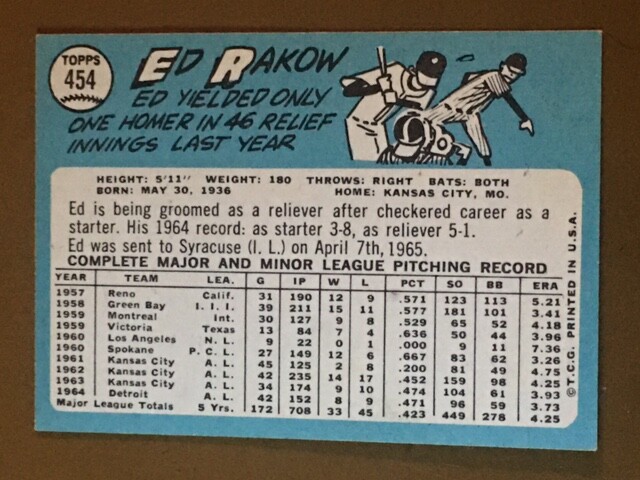 TOPPS
454
ED RAKOW
ED YIELDED ONLY
ONE HOMER IN 46 RELIEF
INNINGS LAST YEAR
HEIGHT: 5'11" WEIGHT: 180 THROWS: RIGHT BATS: BOTH
BORN: MAY 30, 1936 HOME: KANSAS CITY, MO.
Ed is being groomed as a reliever after checkered career as a
starter. His 1964 record: as starter 3-8, as reliever 5-1.
Ed was sent to Syracuse (I. L.) on April 7th, 1965.
COMPLETE MAJOR AND MINOR LEAGUE PITCHING RECORD
YEAR TEAM LEA. G IP W L PCT SO BB ERA
1957 Reno Calif. 31 190 12 9 .571 123 113 5.21
1958 Green Bay I. I. I. 39 211 15 11 .577 181 101 3.41
1959 Montreal Int. 30 127 9 8 .529 65 52 4.18
1959 Victoria Texas 13 84 7 4 .636 50 44 3.96
1960 Los Angeles N. L. 9 22 0 1 .000 9 11 7.36
1960 Spokane P. C. L. 27 149 12 6 .667 83 62 3.26
1961 Kansas City A. L. 45 125 2 8 .200 81 49 4.75
1962 Kansas City A. L. 42 235 14 17 .452 159 98 4.25
1963 Kansas City A. L. 34 174 9 10 .474 104 61 3.93
1964 Detroit A. L. 42 152 8 9 .471 96 59 3.73
Major League Totals 5 Yrs. 172 708 33 45 .423 449 278 4.25
©T.C.G. PRINTED IN U.S.A.